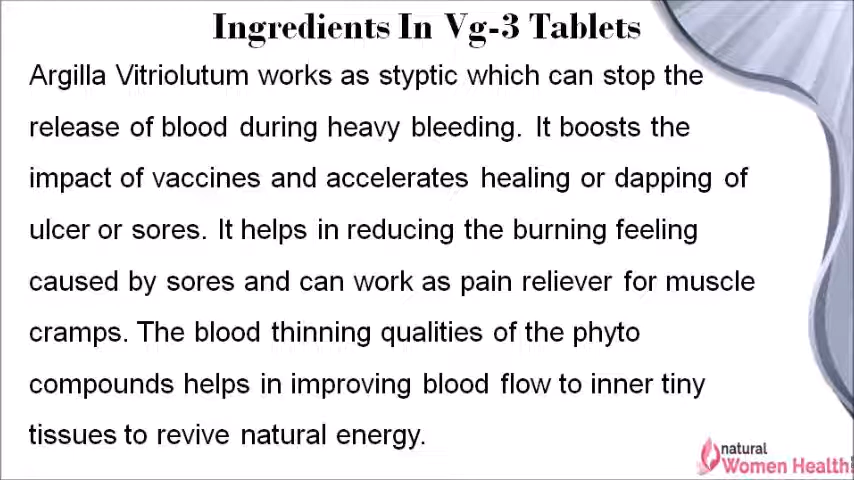 Ingredients In Vg-3 Tablets
Argilla Vitriolutum works as styptic which can stop the
release of blood during heavy bleeding. It boosts the
impact of vaccines and accelerates healing or dapping of
ulcer or sores. It helps in reducing the burning feeling
caused by sores and can work as pain reliever for muscle
cramps. The blood thinning qualities of the phyto
compounds helps in improving blood flow to inner tiny
tissues to revive natural energy.
natural
Women Health